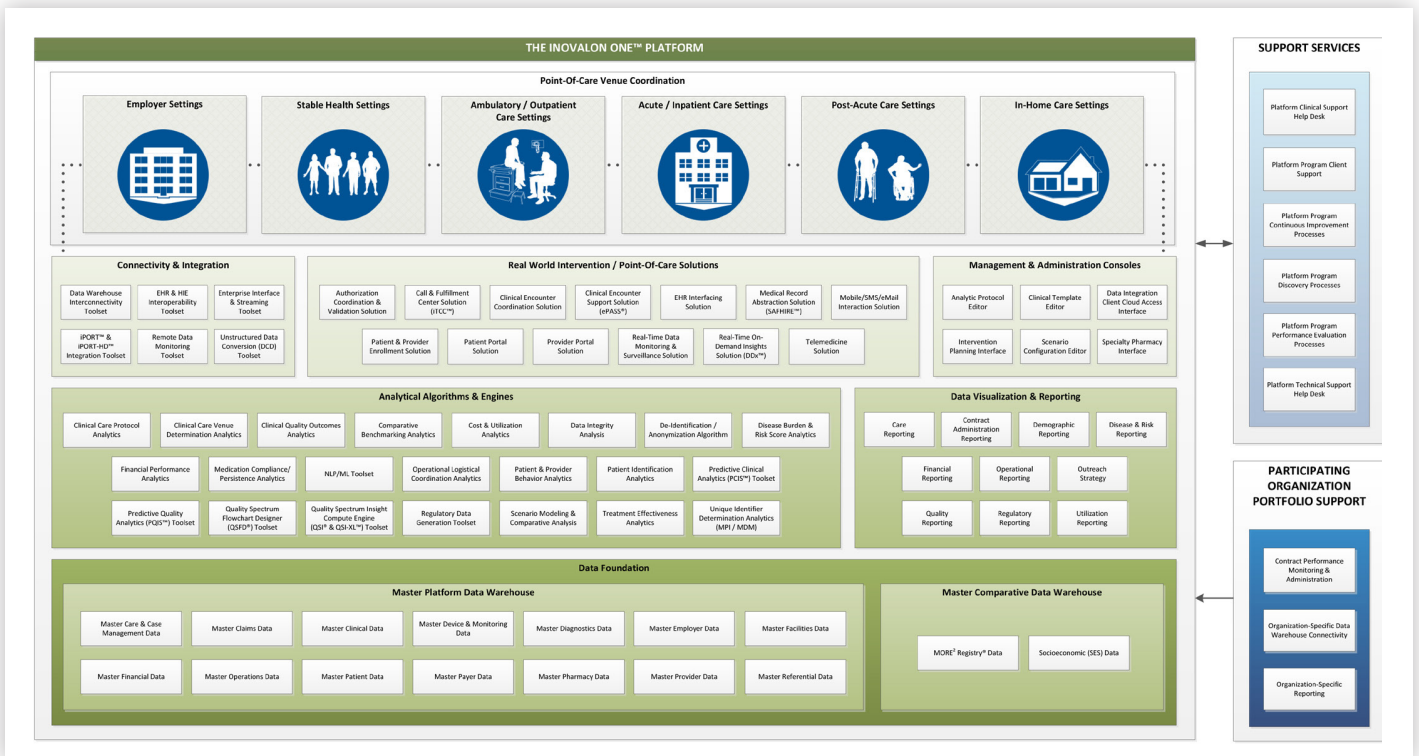 THE INOVALON ONE™ PLATFORM
Point-Of-Care Venue Coordination
Employer Settings
Stable Health Settings
Ambulatory / Outpatient
Care Settings
Acute / Inpatient Care Settings
Post-Acute Care Settings
In-Home Care Settings
Connectivity & Integration
Data Warehouse
Interconnectivity
Toolset
EHR & HIE
Interoperability
Toolset
Enterprise Interface
& Streaming
Toolset
iPORT™ &
iPORT-HD™
Integration Toolset
Remote Data
Monitoring
Toolset
Unstructured Data
Conversion (DCD)
Toolset
Real World Intervention / Point-Of-Care Solutions
Authorization
Coordination &
Validation Solution
Call & Fulfillment
Center Solution
(iTCC™)
Clinical Encounter
Coordination Solution
Clinical Encounter
Support Solution
(ePASS®)
EHR Interfacing
Solution
Medical Record
Abstraction Solution
(SAFHIRE™)
Mobile/SMS/eMail
Interaction Solution
Patient & Provider
Enrollment Solution
Patient Portal
Solution
Provider Portal
Solution
Real-Time Data
Monitoring &
Surveillance Solution
Real-Time On-
Demand Insights
Solution (DDx™)
Telemedicine
Solution
Management & Administration Consoles
Analytic Protocol
Editor
Clinical Template
Editor
Data Integration
Client Cloud Access
Interface
Intervention
Planning Interface
Scenario
Configuration Editor
Specialty Pharmacy
Interface
Analytical Algorithms & Engines
Clinical Care Protocol
Analytics
Clinical Care Venue
Determination Analytics
Clinical Quality Outcomes
Analytics
Comparative
Benchmarking Analytics
Cost & Utilization
Analytics
Data Integrity
Analysis
De-Identification /
Anonymization Algorithm
Disease Burden &
Risk Score Analytics
Financial Performance
Analytics
Medication Compliance/
Persistence Analytics
NLP/ML Toolset
Operational Logistical
Coordination Analytics
Patient & Provider
Behavior Analytics
Patient Identification
Analytics
Predictive Clinical
Analytics (PCIS™) Toolset
Predictive Quality
Analytics (PQIS™) Toolset
Quality Spectrum
Flowchart Designer
(QSFD®) Toolset
Quality Spectrum Insight
Compute Engine
(QSI® & QSI-XL™) Toolset
Regulatory Data
Generation Toolset
Scenario Modeling &
Comparative Analysis
Treatment Effectiveness
Analytics
Unique Identifier
Determination Analytics
(MPI / MDM)
Data Visualization & Reporting
Care
Reporting
Contract
Administration
Reporting
Demographic
Reporting
Disease & Risk
Reporting
Financial
Reporting
Operational
Reporting
Outreach
Strategy
Quality
Reporting
Regulatory
Reporting
Utilization
Reporting
Data Foundation
Master Platform Data Warehouse
Master Care & Case
Management Data
Master Claims Data
Master Clinical Data
Master Device & Monitoring
Data
Master Diagnostics Data
Master Employer Data
Master Facilities Data
Master Financial Data
Master Operations Data
Master Patient Data
Master Payer Data
Master Pharmacy Data
Master Provider Data
Master Referential Data
Master Comparative Data Warehouse
MORE² Registry® Data
Socioeconomic (SES) Data
SUPPORT SERVICES
Platform Clinical Support
Help Desk
Platform Program Client
Support
Platform Program
Continuous Improvement
Processes
Platform Program
Discovery Processes
Platform Program
Performance Evaluation
Processes
Platform Technical Support
Help Desk
PARTICIPATING
ORGANIZATION
PORTFOLIO SUPPORT
Contract Performance
Monitoring &
Administration
Organization-Specific Data
Warehouse Connectivity
Organization-Specific
Reporting